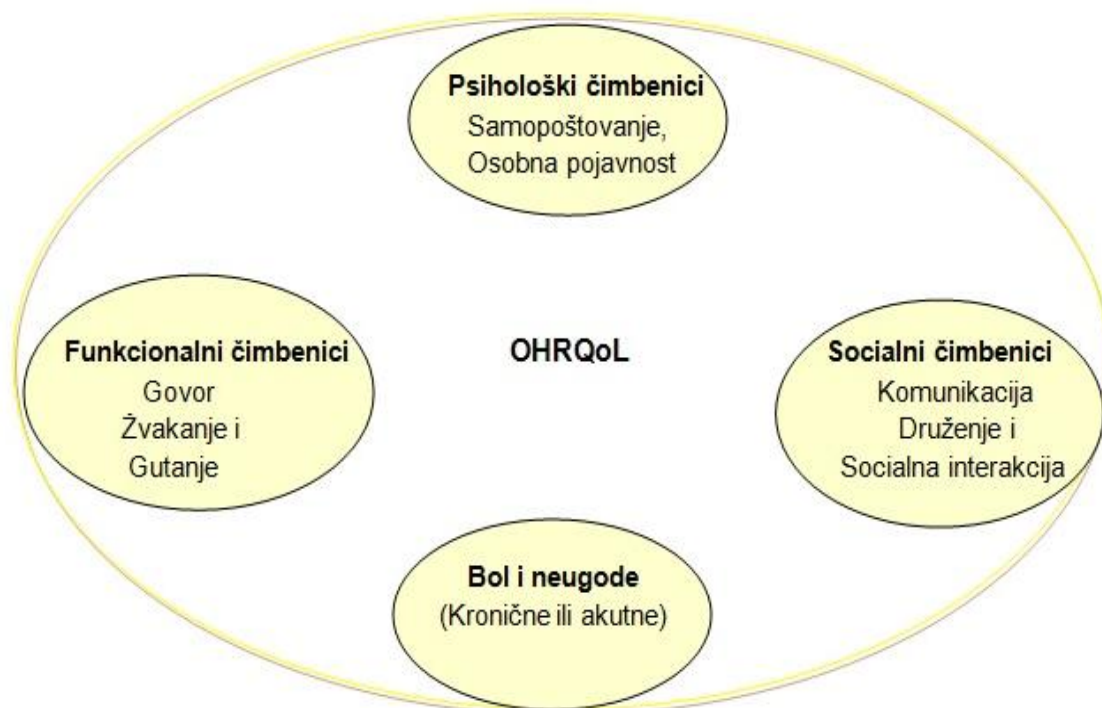 Psihološki čimbenici
Samopoštovanje,
Osobna pojavnost
Funkcionalni čimbenici
Govor
Žvakanje i
Gutanje
OHRQoL
Socialni čimbenici
Komunikacija
Druženje i
Socialna interakcija
Bol i neugode
(Kronične ili akutne)